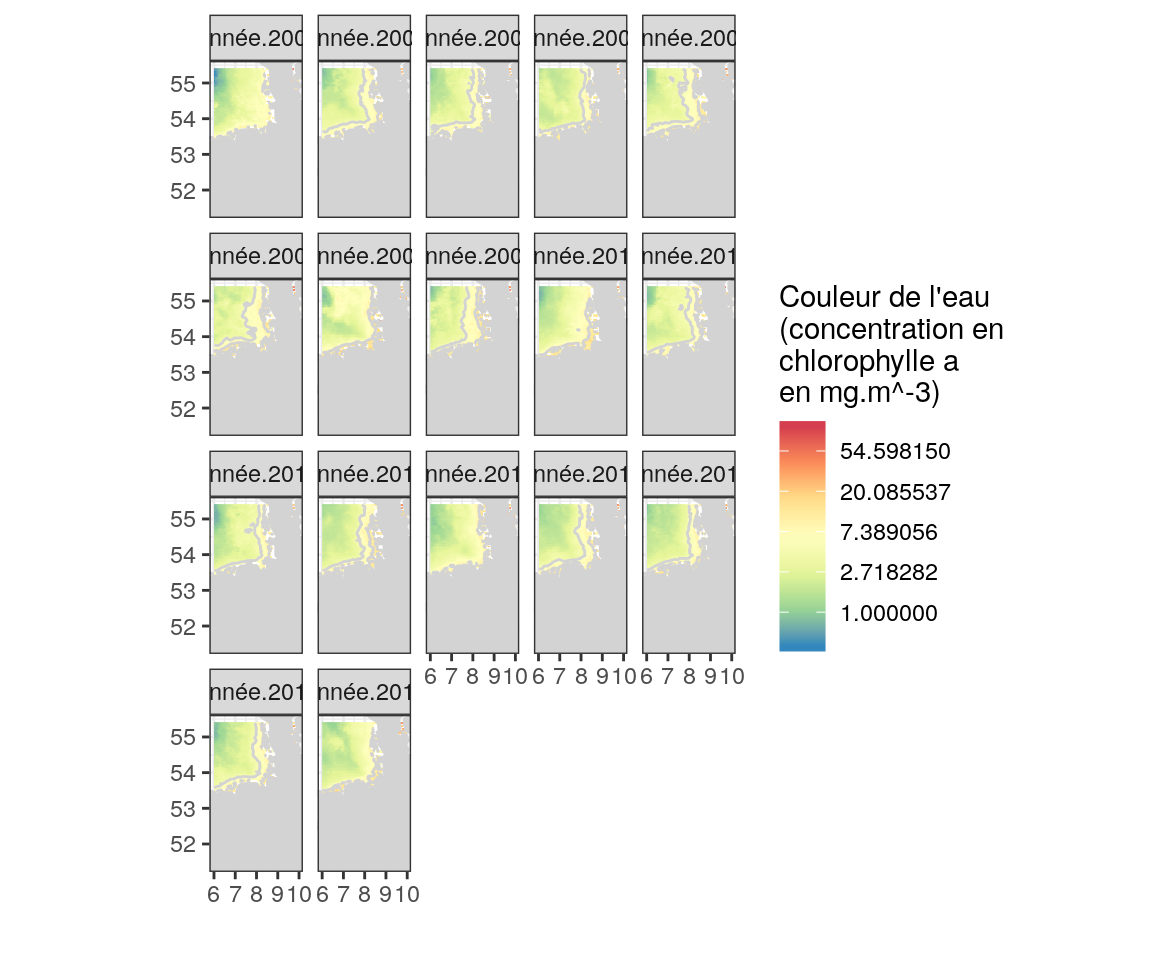 nnée.200 nnée.200 nnée.200 nnée.200 nnée.200
55
54
53
52
nnée.200 nnée.200 nnée.200 nnée.201 nnée.201
55
54
53
52
nnée.201 nnée.201 nnée.201 nnée.201 nnée.201
55
54
53
52
6 7 8 9 10 6 7 8 9 10 6 7 8 9 10
nnée.201 nnée.201
55
54
53
52
6 7 8 9 10 6 7 8 9 10
Couleur de l'eau
(concentration en
chlorophylle a
en mg.m^-3)
54.598150
20.085537
7.389056
2.718282
1.000000